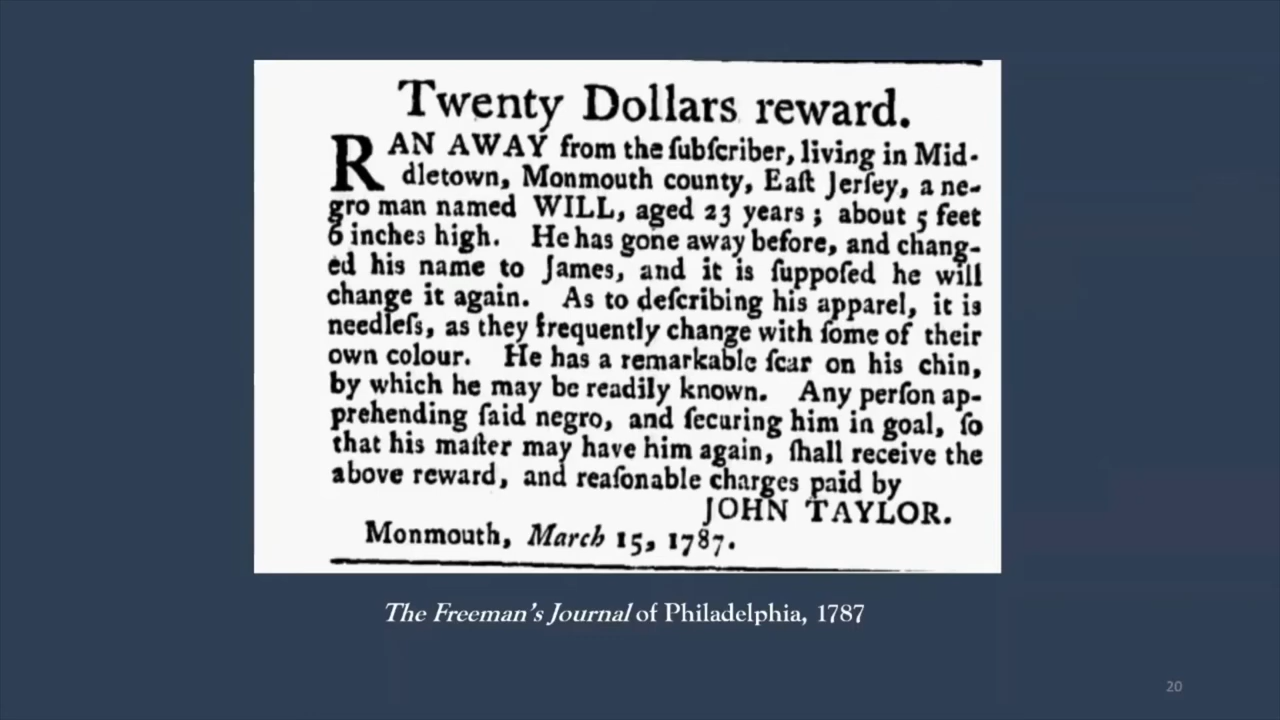 Twenty Dollars reward.
RAN AWAY from the ſubſcriber, living in Mid-
dletown, Monmouth county, Eaſt Jerſey, a ne-
gro man named WILL, aged 23 years; about 5 feet
6 inches high. He has gone away before, and chang-
ed his name to James, and it is ſuppoſed he will
change it again. As to deſcribing his apparel, it is
needleſs, as they frequently change with ſome of their
own colour. He has a remarkable ſcar on his chin,
by which he may be readily known. Any perſon ap-
prehending ſaid negro, and ſecuring him in goal, ſo
that his maſter may have him again, ſhall receive the
above reward, and reaſonable charges paid by
JOHN TAYLOR.
Monmouth, March 15, 1787.
The Freeman's Journal of Philadelphia, 1787
20